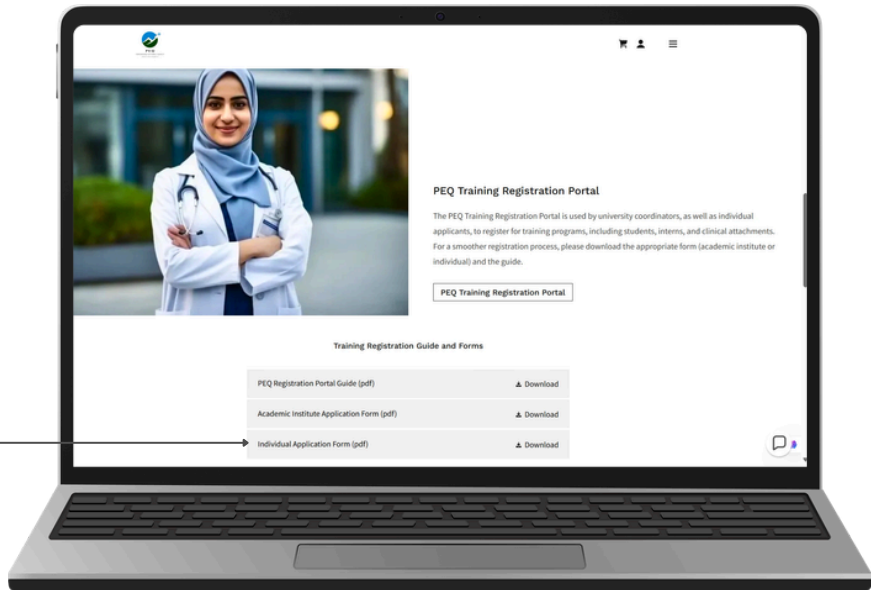 PEQ Training Registration Portal
The PEQ Training Registration Portal is used by university coordinators, as well as individual
applicants, to register for training programs, including students, interns, and clinical attachments.
For a smoother registration process, please download the appropriate form (academic institute or
individual) and the guide.
PEQ Training Registration Portal
Training Registration Guide and Forms
PEQ Registration Portal Guide (pdf) Download
Academic Institute Application Form (pdf) Download
Individual Application Form (pdf) Download